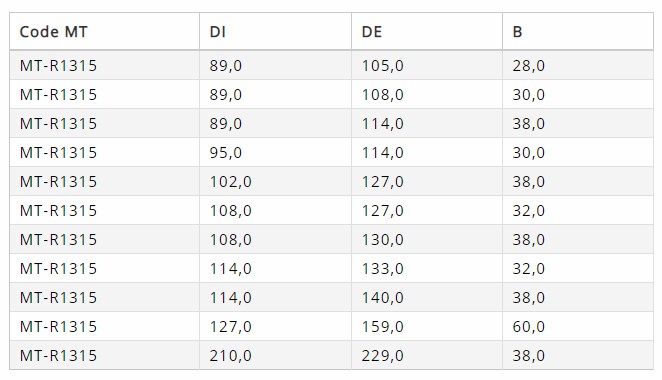 Code MT DI DE B
MT-R1315 89,0 105,0 28,0
MT-R1315 89,0 108,0 30,0
MT-R1315 89,0 114,0 38,0
MT-R1315 95,0 114,0 30,0
MT-R1315 102,0 127,0 38,0
MT-R1315 108,0 127,0 32,0
MT-R1315 108,0 130,0 38,0
MT-R1315 114,0 133,0 32,0
MT-R1315 114,0 140,0 38,0
MT-R1315 127,0 159,0 60,0
MT-R1315 210,0 229,0 38,0